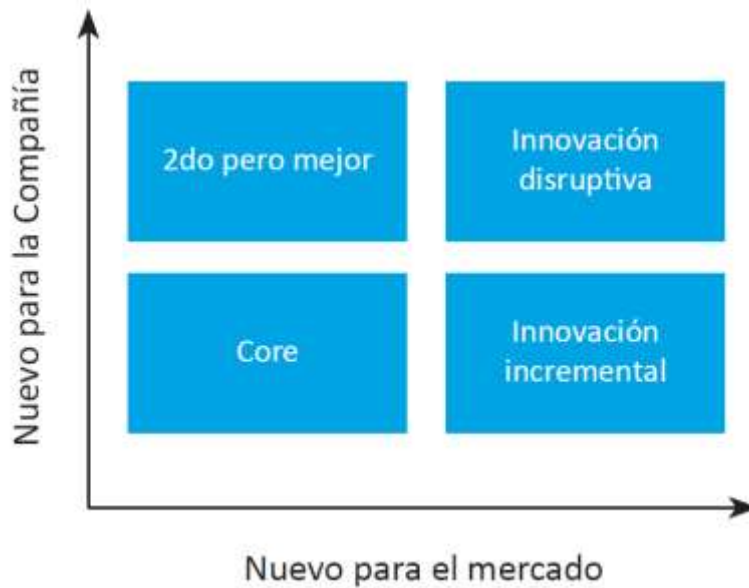 Nuevo para la Compañía
2do pero mejor
Innovación
disruptiva
Core
Innovación
incremental
Nuevo para el mercado